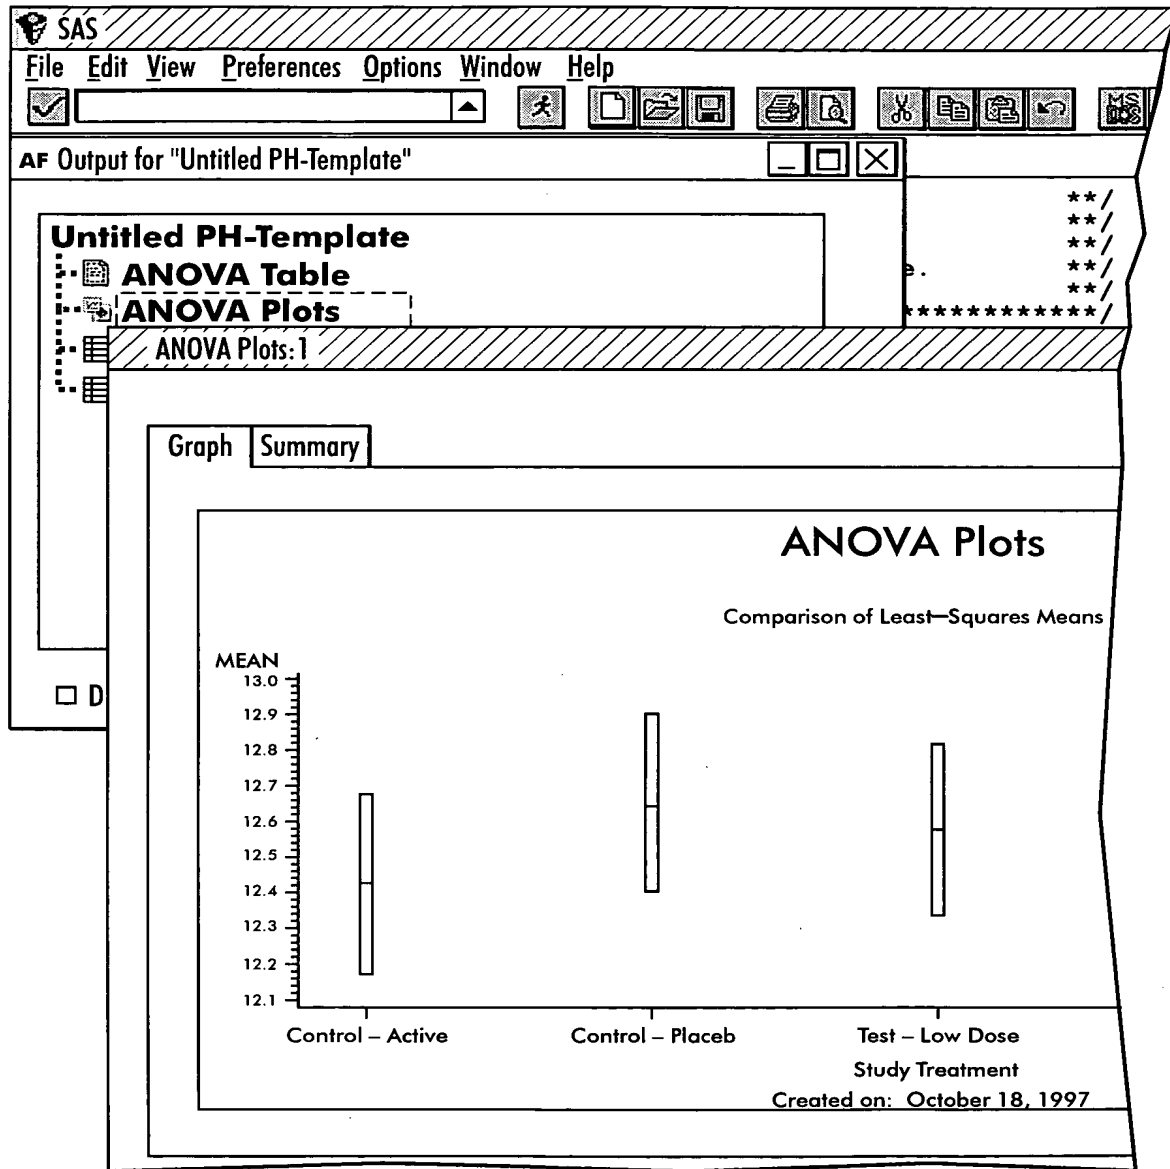 SAS
File Edit View Preferences Options Window Help
MS DOS
AF Output for "Untitled PH-Template"
**/
**/
Untitled PH-Template
**/
ANOVA Table
e. **/
**/
ANOVA Plots
************/
ANOVA Plots:1
Graph Summary
ANOVA Plots
Comparison of Least-Squares Means
MEAN
13.0
12.9
D
12.8
12.7
12.6
12.5
12.4
12.3
12.2
12.1
Control – Active Control – Placeb Test – Low Dose
Study Treatment
Created on: October 18, 1997